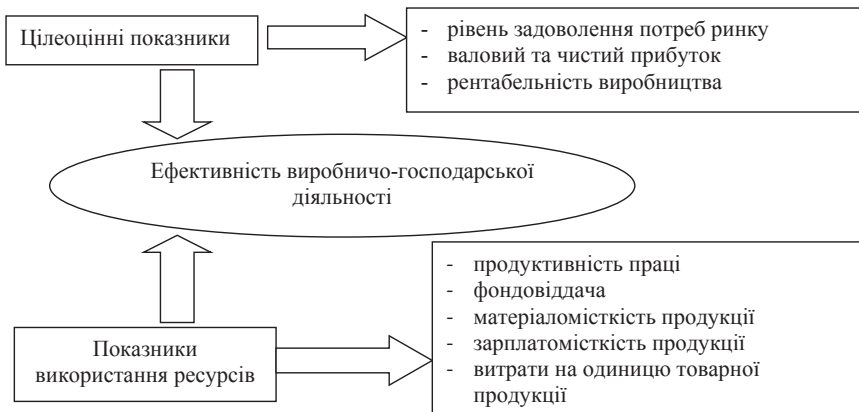 Цілеоцінні показники
- рівень задоволення потреб ринку
- валовий та чистий прибуток
- рентабельність виробництва
Ефективність виробничо-господарської
діяльності
Показники
використання ресурсів
- продуктивність праці
- фондовіддача
- матеріаломісткість продукції
- зарплатомісткість продукції
- витрати на одиницю товарної
продукції